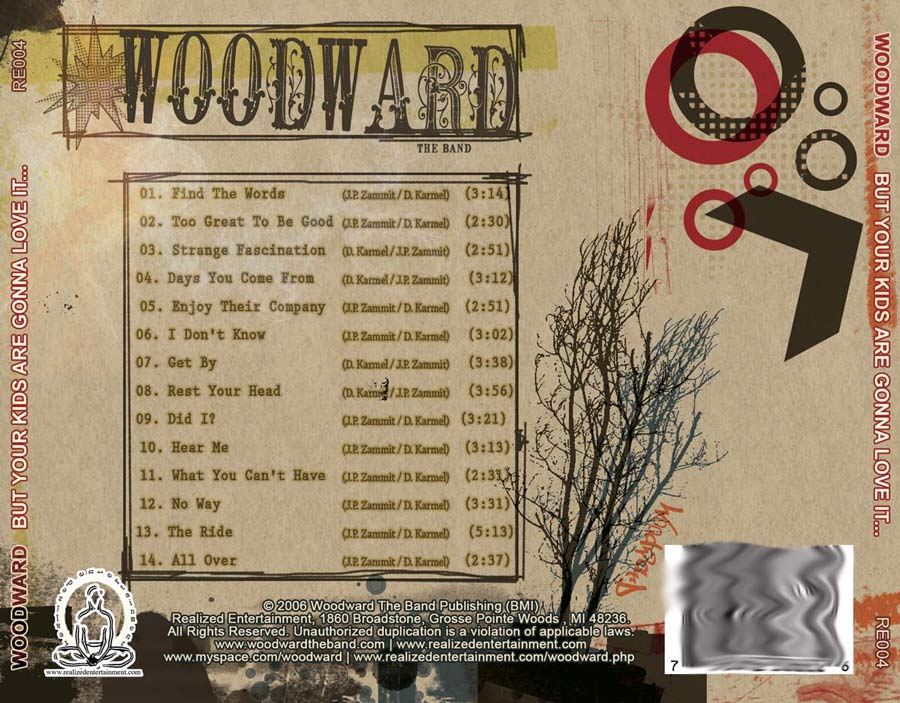 WOODWARD
THE BAND
01. Find The Words (J.P. Zammit / D. Karmel) (3:14)
02. Too Great To Be Good (J.P. Zammit / D. Karmel) (2:30)
03. Strange Fascination (D. Karmel / J.P. Zammit) (2:51)
04. Days You Come From (D. Karmel / J.P. Zammit) (3:12)
05. Enjoy Their Company (D. Karmel / J.P. Zammit) (2:51)
06. I Don't Know (J.P. Zammit / D. Karmel) (3:02)
07. Get By (D. Karmel / J.P. Zammit) (3:38)
08. Rest Your Head (D. Karmel / J.P. Zammit) (3:56)
09. Did I? (J.P. Zammit / D. Karmel) (3:21)
10. Hear Me (J.P. Zammit / D. Karmel) (3:13)
11. What You Can't Have (J.P. Zammit / D. Karmel)
12. No Way (J.P. Zammit / D. Karmel) (3:31)
13. The Ride (J.P. Zammit / D. Karmel) (5:13)
14. All Over (J.P. Zammit / D. Karmel) (2:37)
© 2006 Woodward The Band Publishing (BMI)
Realized Entertainment, 1860 Broadstone, Grosse Pointe Woods , MI 48236.
All Rights Reserved. Unauthorized duplication is a violation of applicable laws.
www.woodwardtheband.com | www.realizedentertainment.com
www.myspace.com/woodward | www.realizedentertainment.com/woodward.php
www.realizedentertainment.com
WOODWARD BUT YOUR KIDS ARE GONNA LOVE IT... RE004
WOODWARD BUT YOUR KIDS ARE GONNA LOVE IT... RE004
Woodward
7 6